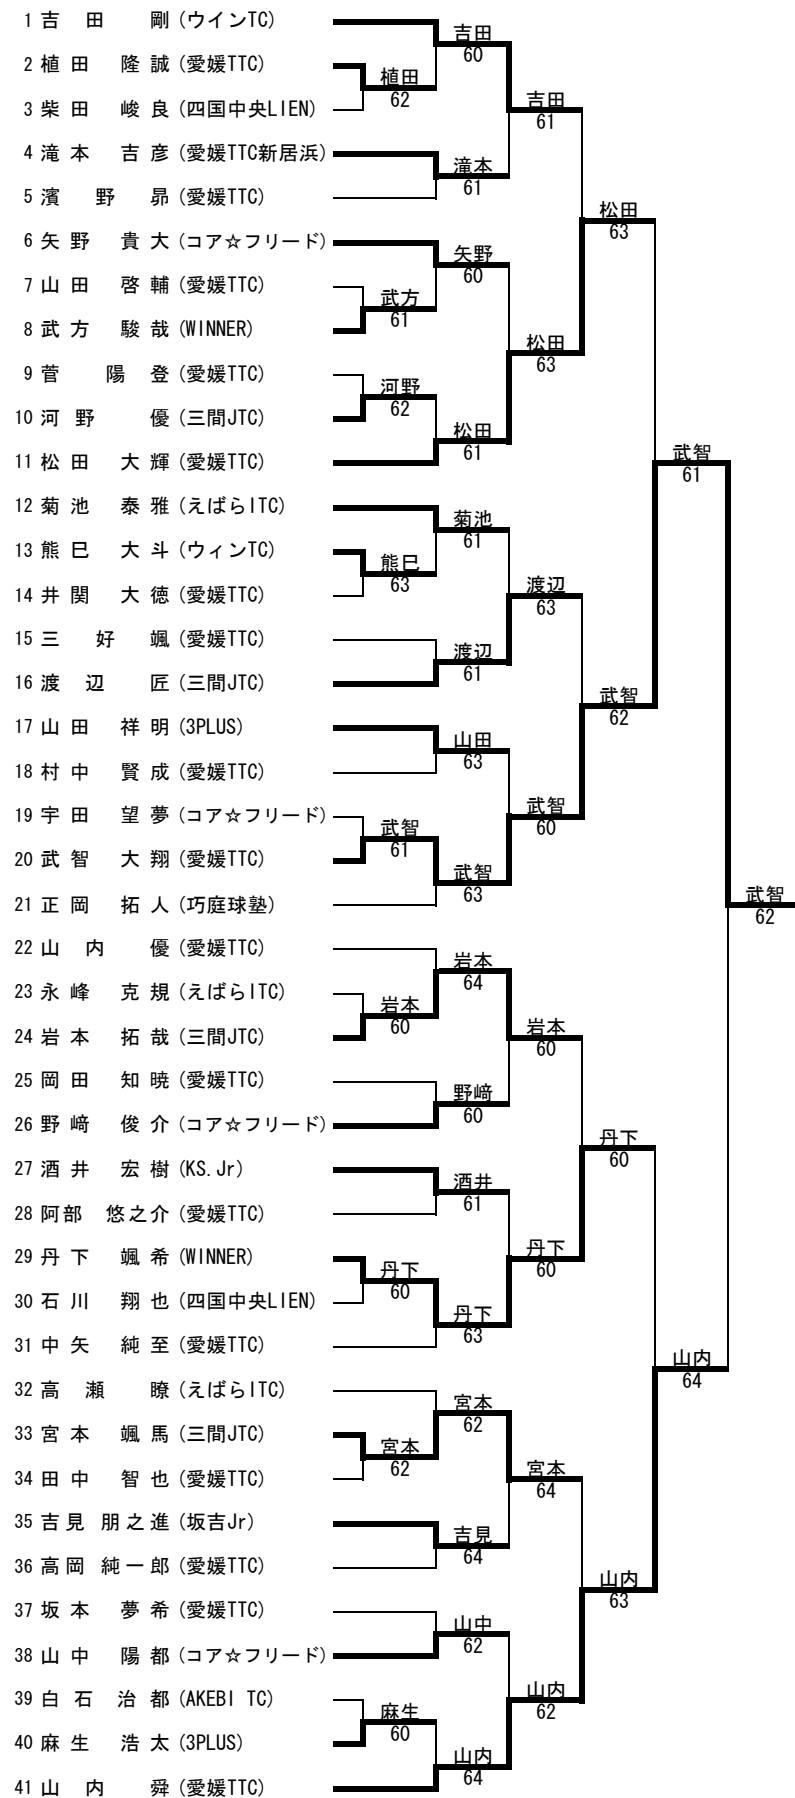 1 吉田 剛 (ウインTC)
2 植田 隆誠 (愛媛TTC)
3 柴田 峻良 (四国中央LIEN)
4 滝本 吉彦 (愛媛TTC新居浜)
5 濱野 昴 (愛媛TTC)
6 矢野 貴大 (コア☆フリード)
7 山田 啓輔 (愛媛TTC)
8 武方 駿哉 (WINNER)
9 菅 陽登 (愛媛TTC)
10 河野 優 (三間JTC)
11 松田 大輝 (愛媛TTC)
12 菊池 泰雅 (えばらITC)
13 熊巳 大斗 (ウィンTC)
14 井関 大徳 (愛媛TTC)
15 三好 颯 (愛媛TTC)
16 渡辺 匠 (三間JTC)
17 山田 祥明 (3PLUS)
18 村中 賢成 (愛媛TTC)
19 宇田 望夢 (コア☆フリード)
20 武智 大翔 (愛媛TTC)
21 正岡 拓人 (巧庭球塾)
22 山内 優 (愛媛TTC)
23 永峰 克規 (えばらITC)
24 岩本 拓哉 (三間JTC)
25 岡田 知暁 (愛媛TTC)
26 野﨑 俊介 (コア☆フリード)
27 酒井 宏樹 (KS.Jr)
28 阿部 悠之介 (愛媛TTC)
29 丹下 颯希 (WINNER)
30 石川 翔也 (四国中央LIEN)
31 中矢 純至 (愛媛TTC)
32 高瀬 瞭 (えばらITC)
33 宮本 颯馬 (三間JTC)
34 田中 智也 (愛媛TTC)
35 吉見 朋之進 (坂吉Jr)
36 高岡 純一郎 (愛媛TTC)
37 坂本 夢希 (愛媛TTC)
38 山中 陽都 (コア☆フリード)
39 白石 治都 (AKEBI TC)
40 麻生 浩太 (3PLUS)
41 山内 舜 (愛媛TTC)
植田
62
武方
61
河野
62
熊巳
63
武智
61
岩本
60
丹下
60
宮本
62
麻生
60
吉田
60
滝本
61
矢野
60
松田
61
菊池
61
渡辺
61
山田
63
武智
63
岩本
64
野﨑
60
酒井
61
丹下
63
宮本
62
吉見
64
山中
62
山内
64
吉田
61
松田
63
渡辺
63
武智
60
岩本
60
丹下
60
宮本
64
山内
62
松田
63
武智
62
丹下
60
山内
63
武智
61
山内
64
武智
62